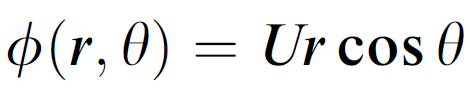 ϕ(r, θ) = Ur cos θ